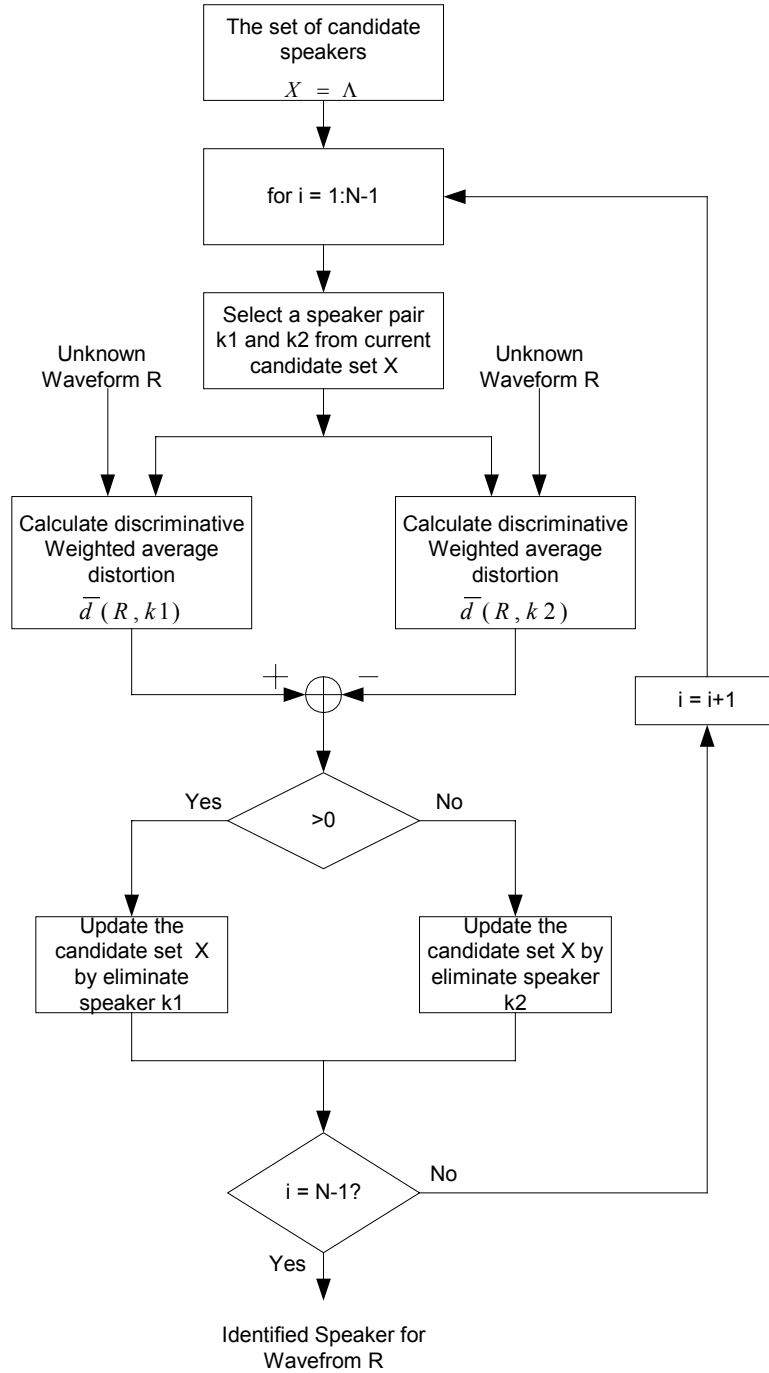 The set of candidate
speakers
X = Λ
for i = 1:N-1
Select a speaker pair
k1 and k2 from current
candidate set X
Unknown
Waveform R
Unknown
Waveform R
Calculate discriminative
Weighted average
distortion
d̅ (R, k1)
Calculate discriminative
Weighted average
distortion
d̅ (R, k2)
+
−
i = i+1
Yes
No
>0
Update the
candidate set X
by eliminate
speaker k1
Update the
candidate set X by
eliminate speaker
k2
i = N-1?
No
Yes
Identified Speaker for
Wavefrom R